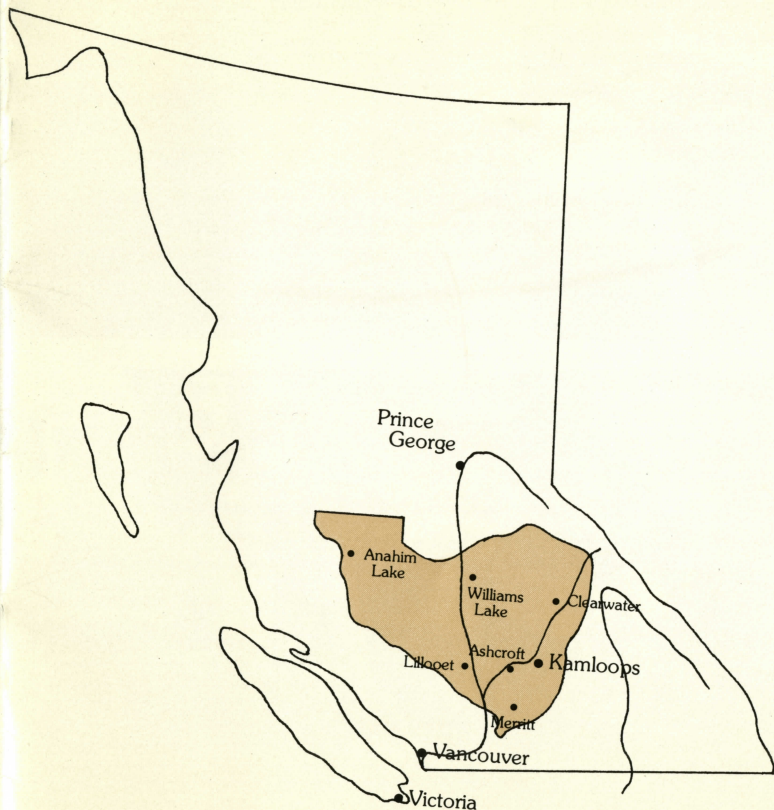 Prince
George
Anahim
Lake
Williams
Lake
Clearwater
Ashcroft
Lillooet
Kamloops
Merritt
Vancouver
Victoria